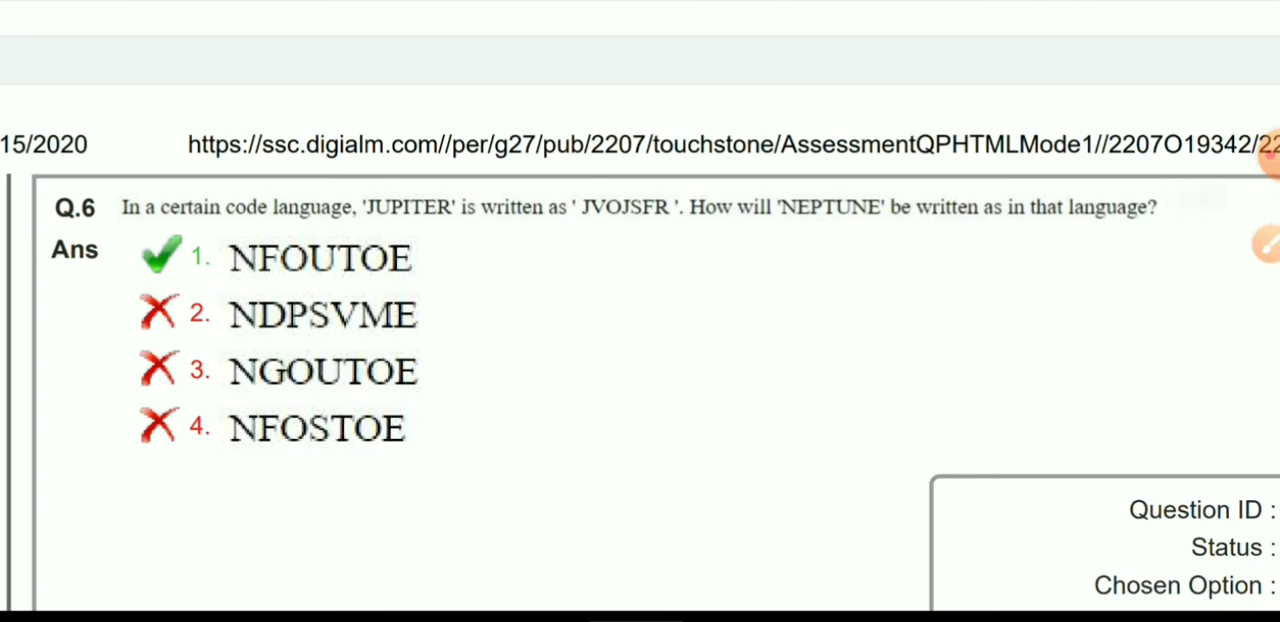 15/2020 https://ssc.digialm.com//per/g27/pub/2207/touchstone/AssessmentQPHTMLMode1//2207O19342/22
Q.6 In a certain code language, 'JUPITER' is written as ' JVOJSFR '. How will 'NEPTUNE' be written as in that language?
Ans 1. NFOUTOE
2. NDPSVME
3. NGOUTOE
4. NFOSTOE
Question ID :
Status :
Chosen Option :